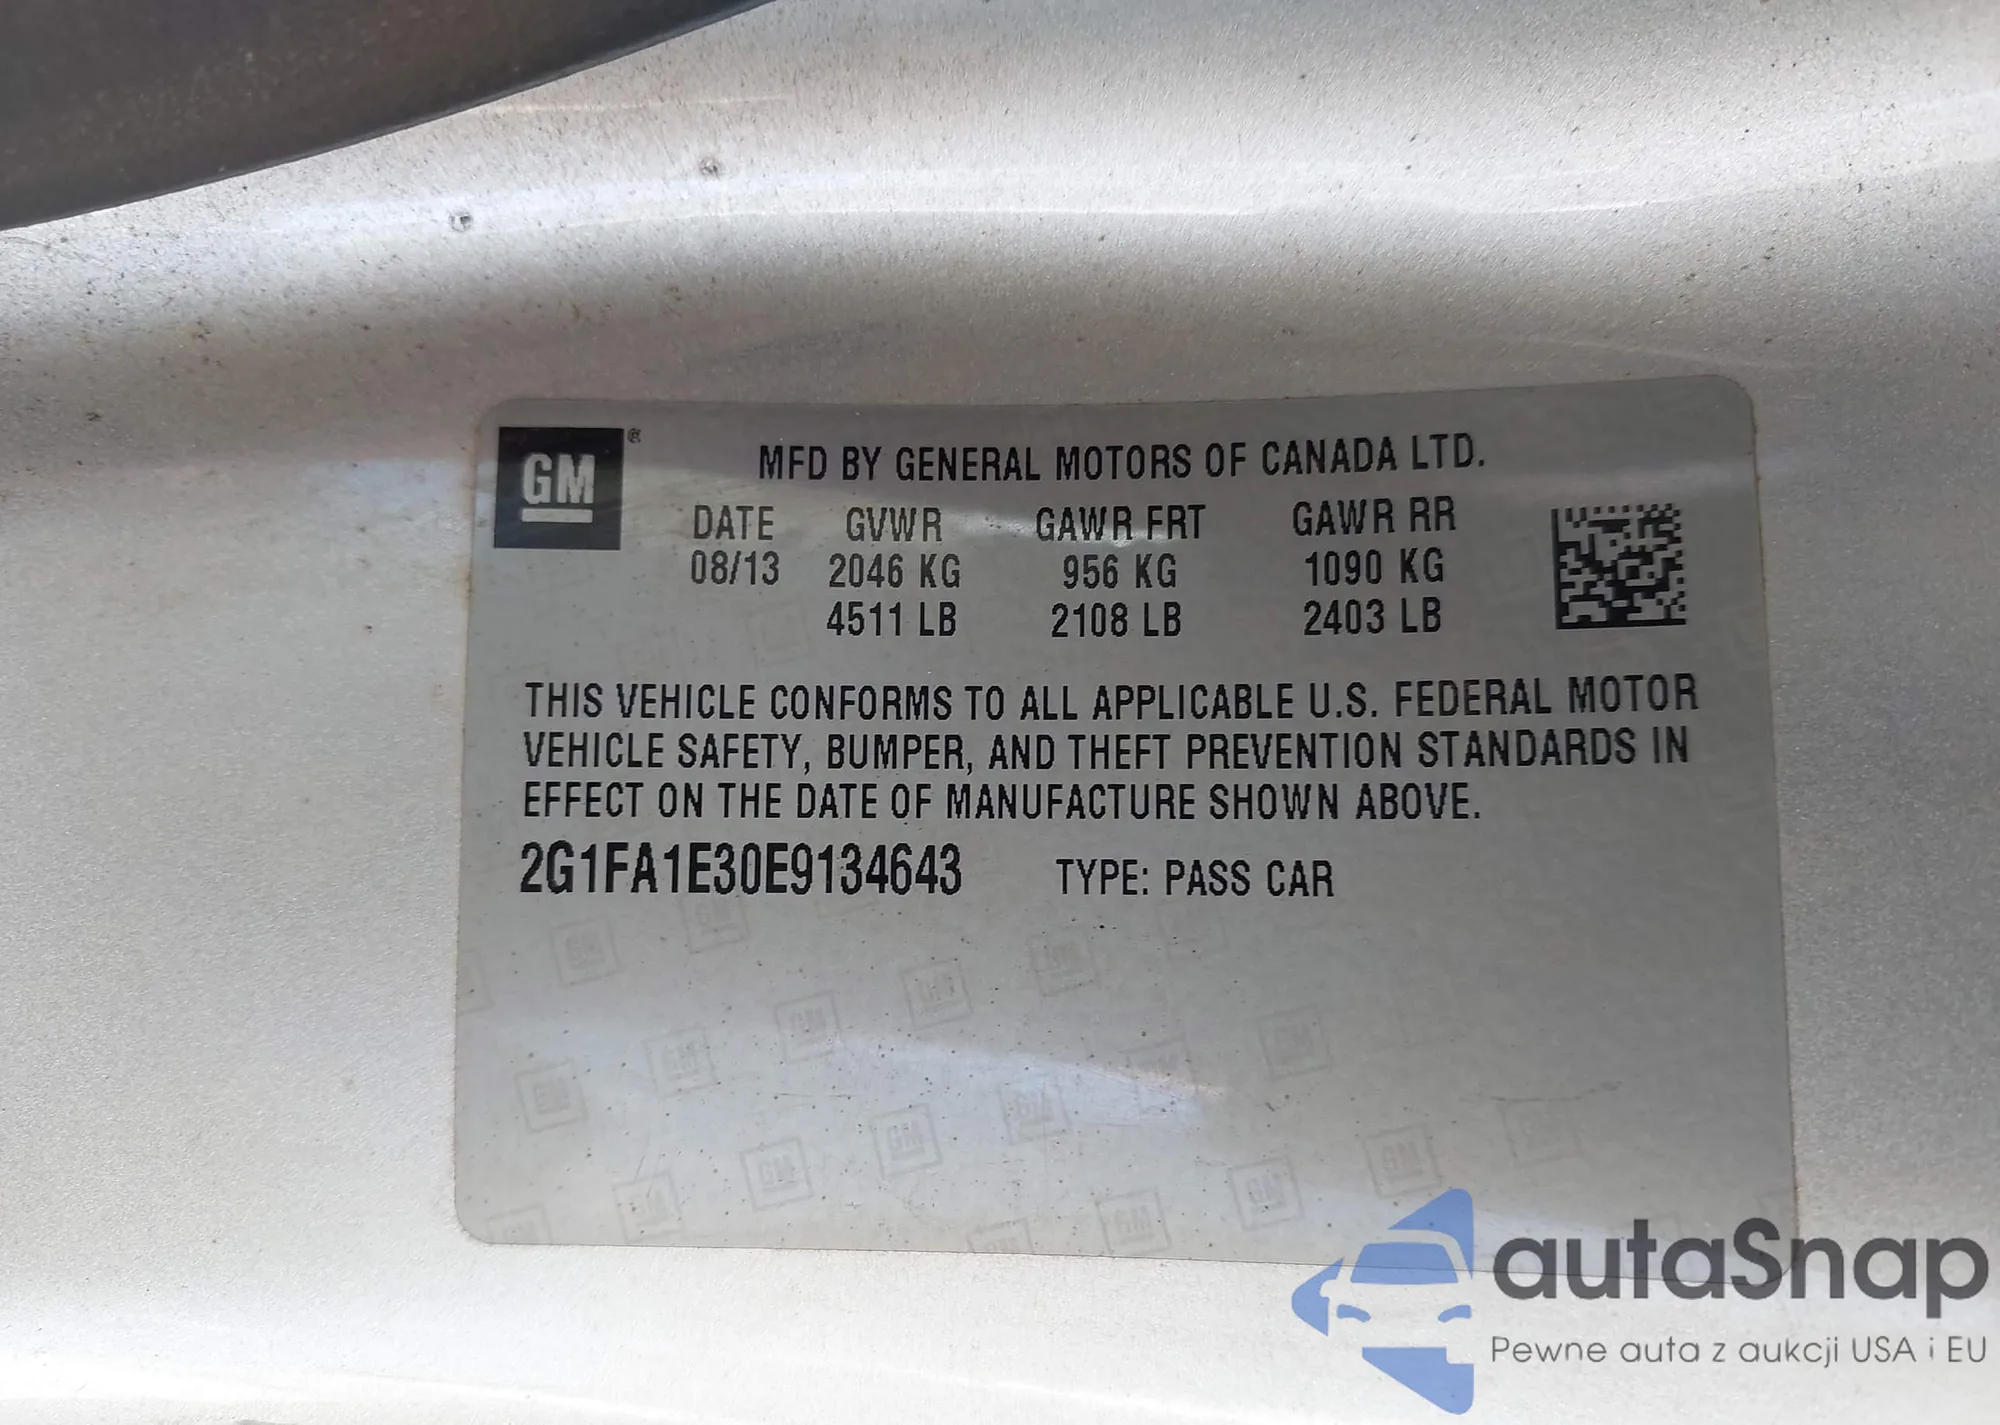 GM ®
MFD BY GENERAL MOTORS OF CANADA LTD.
DATE GVWR GAWR FRT GAWR RR
08/13 2046 KG 956 KG 1090 KG
4511 LB 2108 LB 2403 LB
THIS VEHICLE CONFORMS TO ALL APPLICABLE U.S. FEDERAL MOTOR
VEHICLE SAFETY, BUMPER, AND THEFT PREVENTION STANDARDS IN
EFFECT ON THE DATE OF MANUFACTURE SHOWN ABOVE.
2G1FA1E30E9134643 TYPE: PASS CAR
autaSnap
Pewne auta z aukcji USA i EU